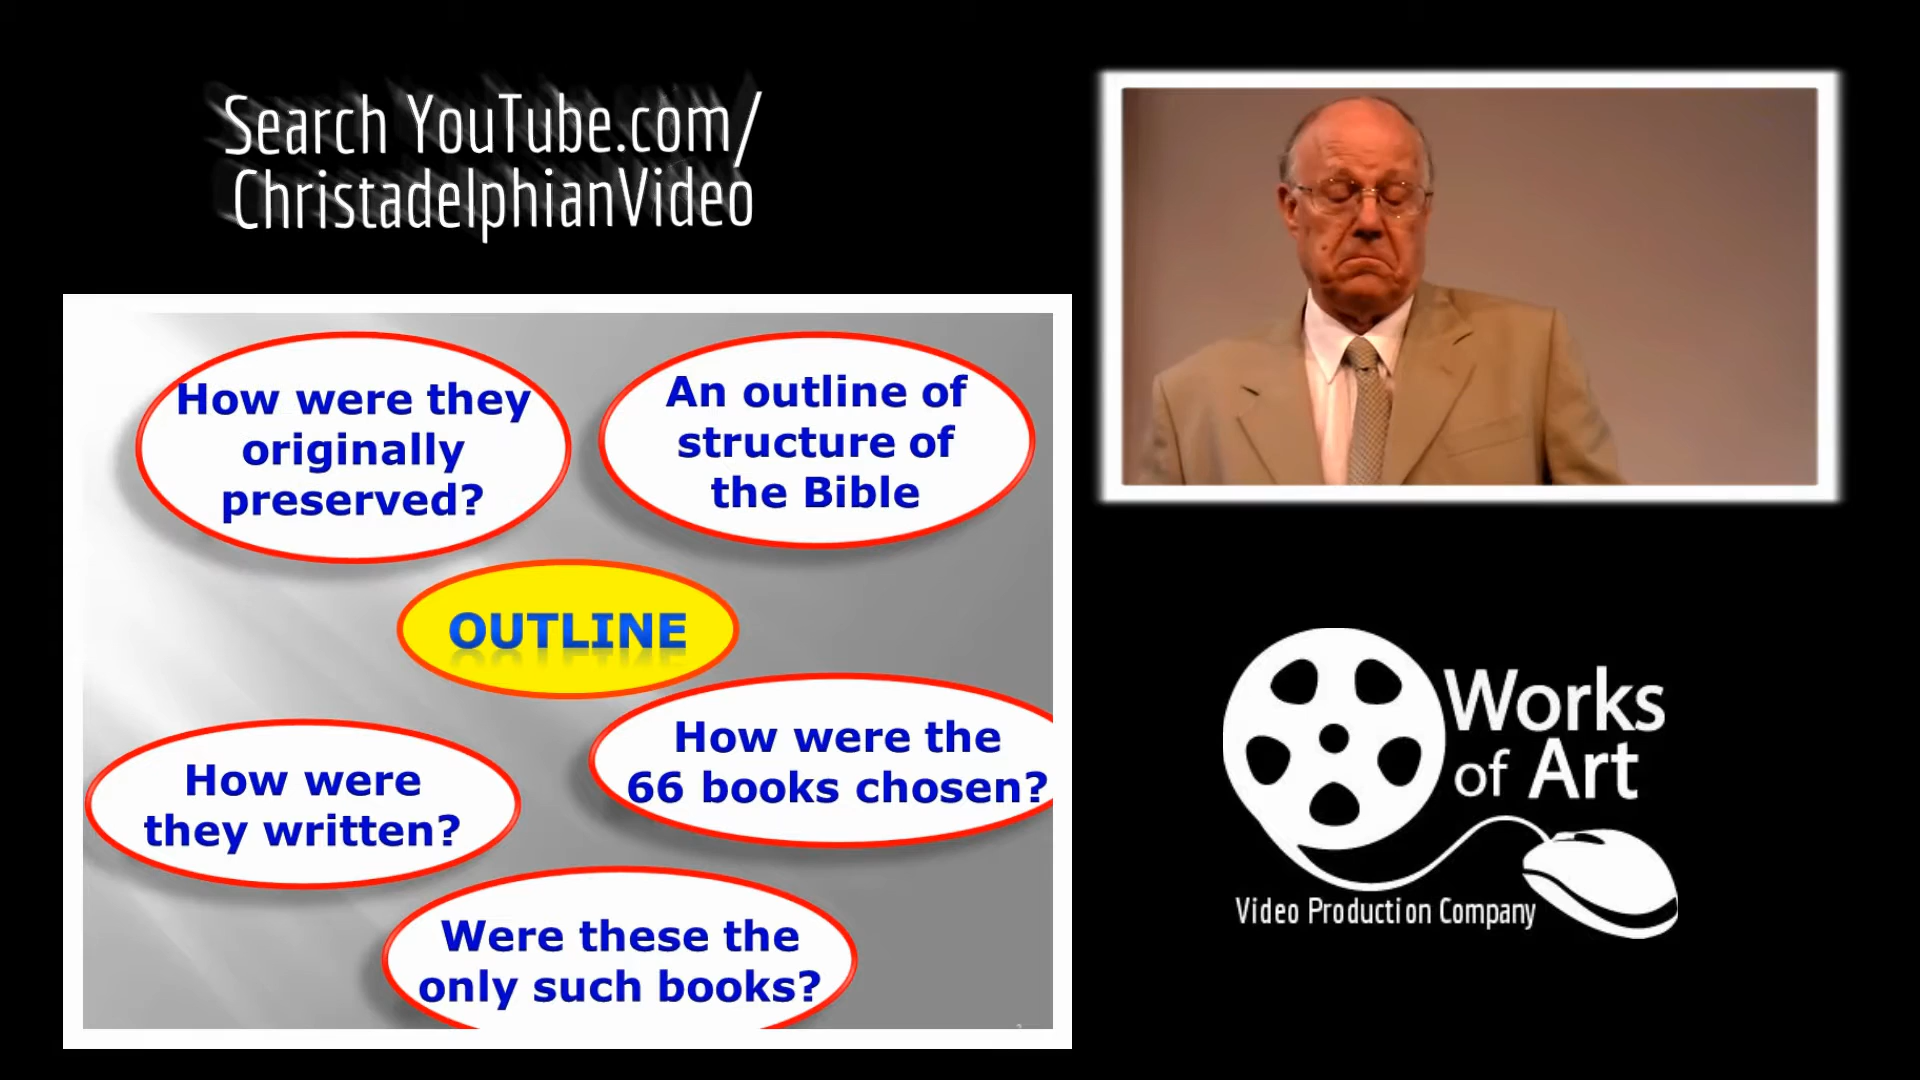 Search YouTube.com/
ChristadelphianVideo
How were they
originally
preserved?
An outline of
structure of
the Bible
OUTLINE
How were
they written?
How were the
66 books chosen?
Were these the
only such books?
Works
of Art
Video Production Company